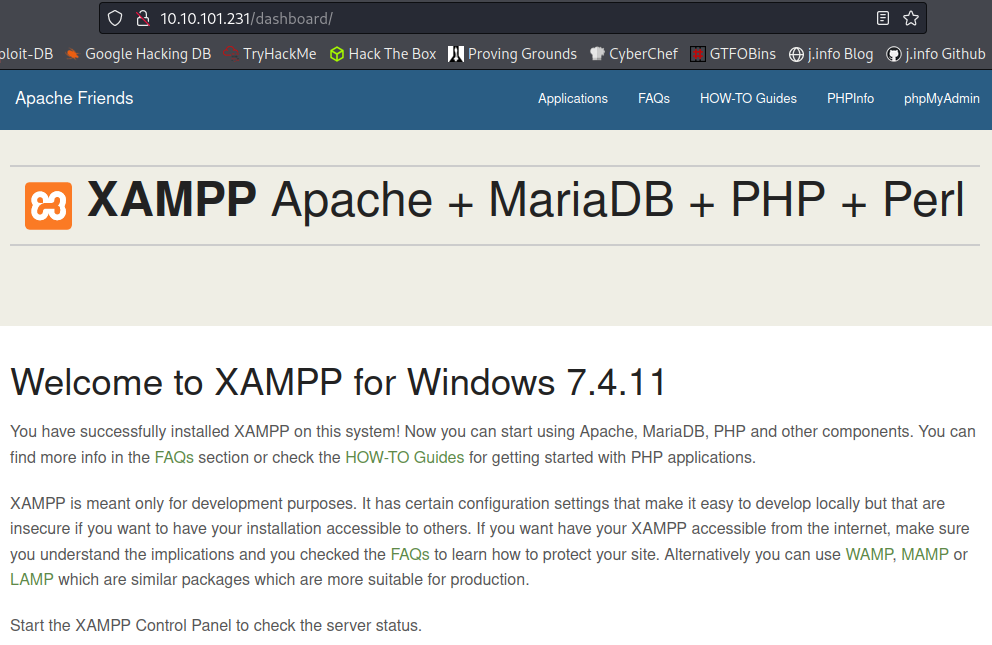 10.10.101.231/dashboard/
ploit-DB Google Hacking DB TryHackMe Hack The Box Proving Grounds CyberChef GTFOBins j.info Blog j.info Github
Apache Friends Applications FAQs HOW-TO Guides PHPInfo phpMyAdmin
XAMPP Apache + MariaDB + PHP + Perl
Welcome to XAMPP for Windows 7.4.11
You have successfully installed XAMPP on this system! Now you can start using Apache, MariaDB, PHP and other components. You can
find more info in the FAQs section or check the HOW-TO Guides for getting started with PHP applications.
XAMPP is meant only for development purposes. It has certain configuration settings that make it easy to develop locally but that are
insecure if you want to have your installation accessible to others. If you want have your XAMPP accessible from the internet, make sure
you understand the implications and you checked the FAQs to learn how to protect your site. Alternatively you can use WAMP, MAMP or
LAMP which are similar packages which are more suitable for production.
Start the XAMPP Control Panel to check the server status.